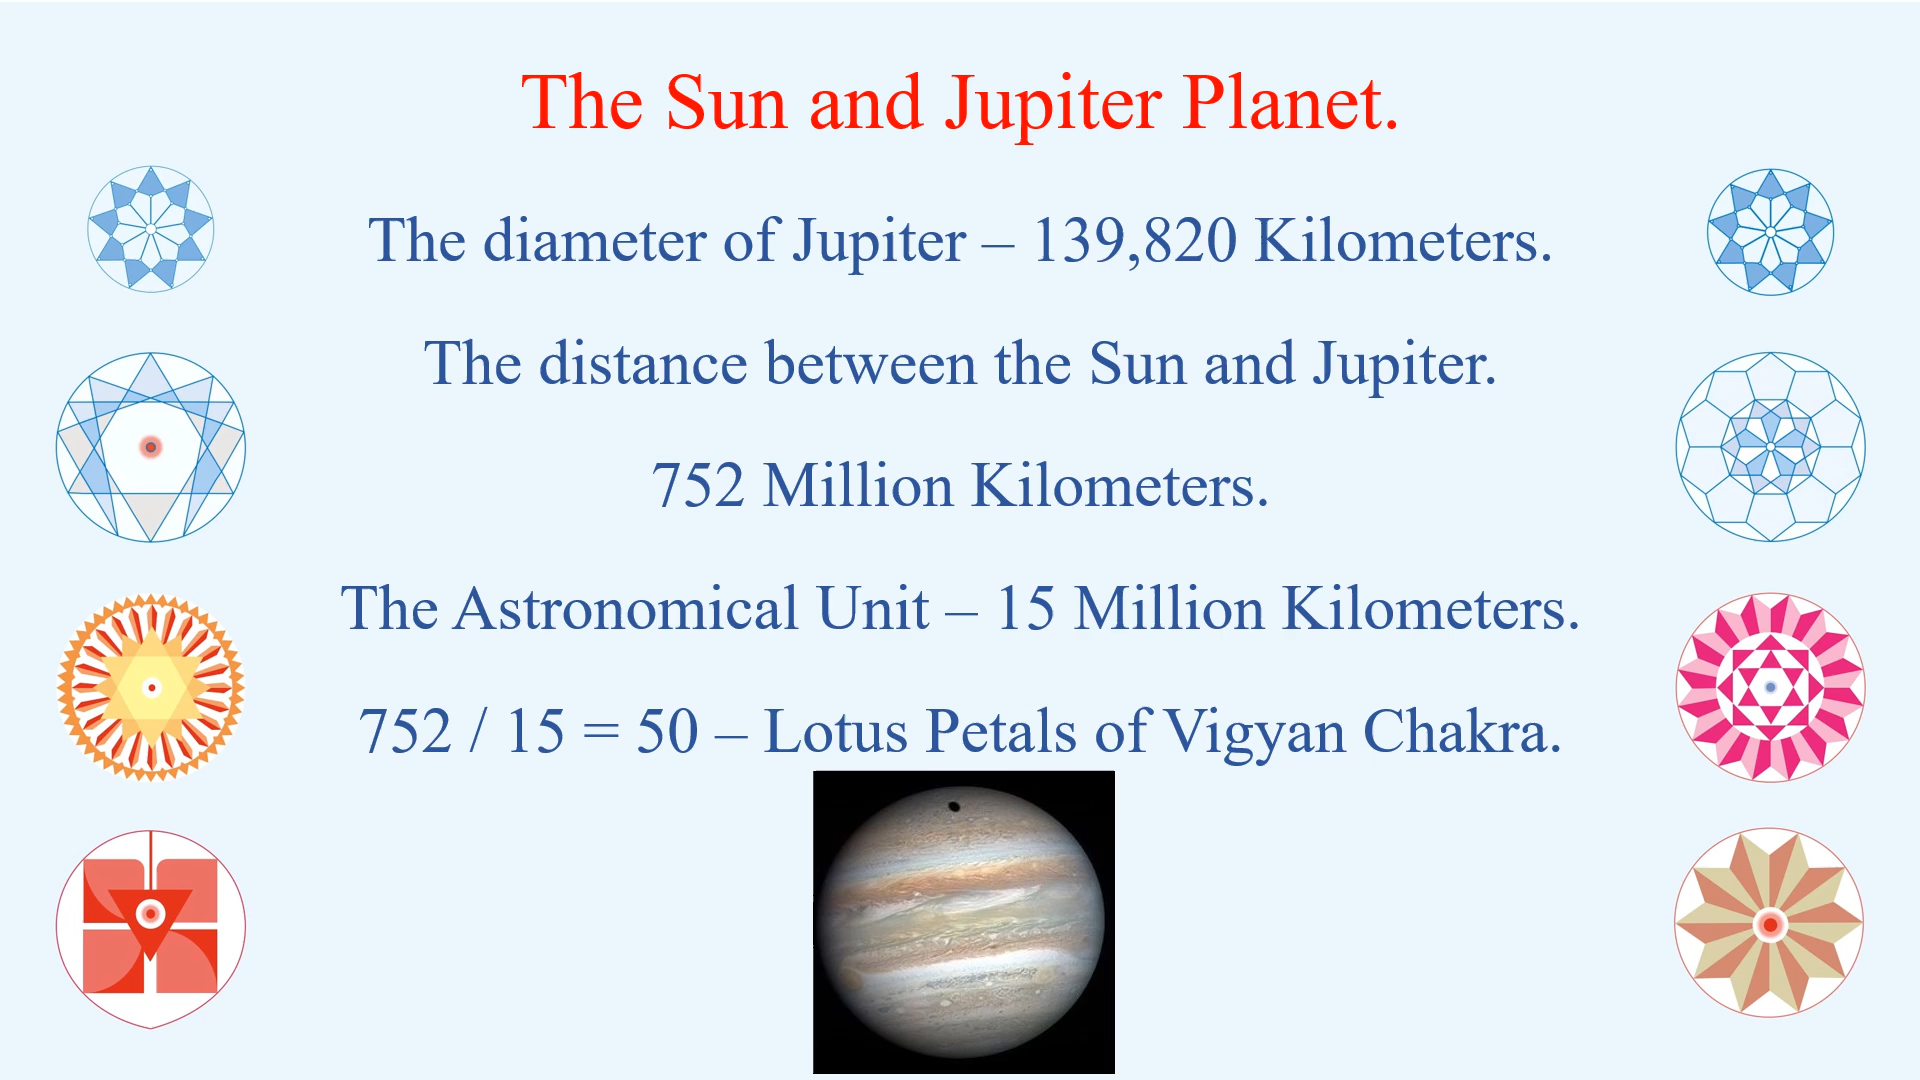 The Sun and Jupiter Planet.
The diameter of Jupiter – 139,820 Kilometers.
The distance between the Sun and Jupiter.
752 Million Kilometers.
The Astronomical Unit – 15 Million Kilometers.
752 / 15 = 50 – Lotus Petals of Vigyan Chakra.